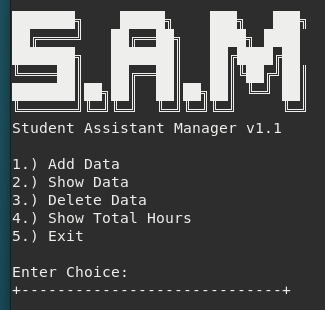 S.A.M
Student Assistant Manager v1.1
1.) Add Data
2.) Show Data
3.) Delete Data
4.) Show Total Hours
5.) Exit
Enter Choice:
+-----------------------------+